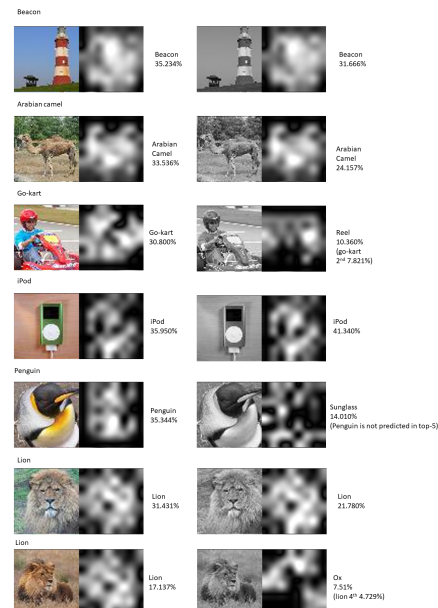 Beacon
Beacon
35.234%
Beacon
31.666%
Arabian camel
Arabian
Camel
33.536%
Arabian
Camel
24.157%
Go-kart
Go-kart
30.800%
Reel
10.360%
(go-kart
2nd 7.821%)
iPod
iPod
35.950%
iPod
41.340%
Penguin
Penguin
35.344%
Sunglass
14.010%
(Penguin is not predicted in top-5)
Lion
Lion
31.431%
Lion
21.780%
Lion
Lion
17.137%
Ox
7.51%
(lion 4th 4.729%)